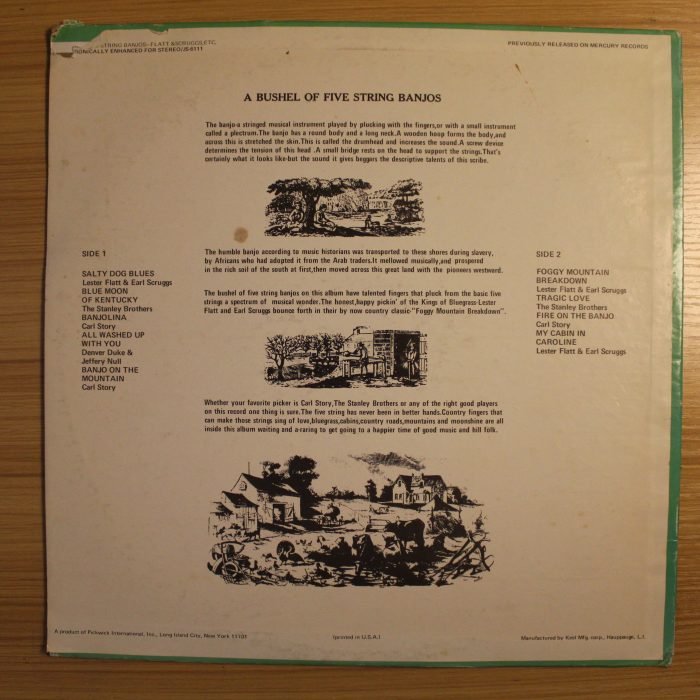 STRING BANJOS-FLATT &SCRUGGS,ETC.
RONICALLY ENHANCED FOR STEREO/JS-6111
PREVIOUSLY RELEASED ON MERCURY RECORDS
A BUSHEL OF FIVE STRING BANJOS
The banjo-a stringed musical instrument played by plucking with the fingers,or with a small instrument
called a plectrum.The banjo has a round body and a long neck.A wooden hoop forms the body,and
across this is stretched the skin.This is called the drumhead and increases the sound.A screw device
determines the tension of this head .A small bridge rests on the head to support the strings.That's
certainly what it looks like-but the sound it gives beggars the descriptive talents of this scribe.
SIDE 1
SALTY DOG BLUES
Lester Flatt & Earl Scruggs
BLUE MOON
OF KENTUCKY
The Stanley Brothers
BANJOLINA
Carl Story
ALL WASHED UP
WITH YOU
Denver Duke &
Jeffery Null
BANJO ON THE
MOUNTAIN
Carl Story
The humble banjo according to music historians was transported to these shores during slavery,
by Africans who had adopted it from the Arab traders.It mellowed musically,and prospered
in the rich soil of the south at first,then moved across this great land with the pioneers westward.
The bushel of five string banjos on this album have talented fingers that pluck from the basic five
strings a spectrum of musical wonder.The honest,happy pickin' of the Kings of Bluegrass-Lester
Flatt and Earl Scruggs bounce forth in their by now country classic-"Foggy Mountain Breakdown".
Whether your favorite picker is Carl Story,The Stanley Brothers or any of the right good players
on this record one thing is sure.The five string has never been in better hands.Country fingers that
can make those strings sing of love,bluegrass,cabins,country roads,mountains and moonshine are all
inside this album waiting and a-raring to get going to a happier time of good music and hill folk.
SIDE 2
FOGGY MOUNTAIN
BREAKDOWN
Lester Flatt & Earl Scruggs
TRAGIC LOVE
The Stanley Brothers
FIRE ON THE BANJO
Carl Story
MY CABIN IN
CAROLINE
Lester Flatt & Earl Scruggs
A product of Pickwick International, Inc., Long Island City, New York 11101
(printed in U.S.A.)
Manufactured by Keel Mfg. corp., Hauppauge, L.I.